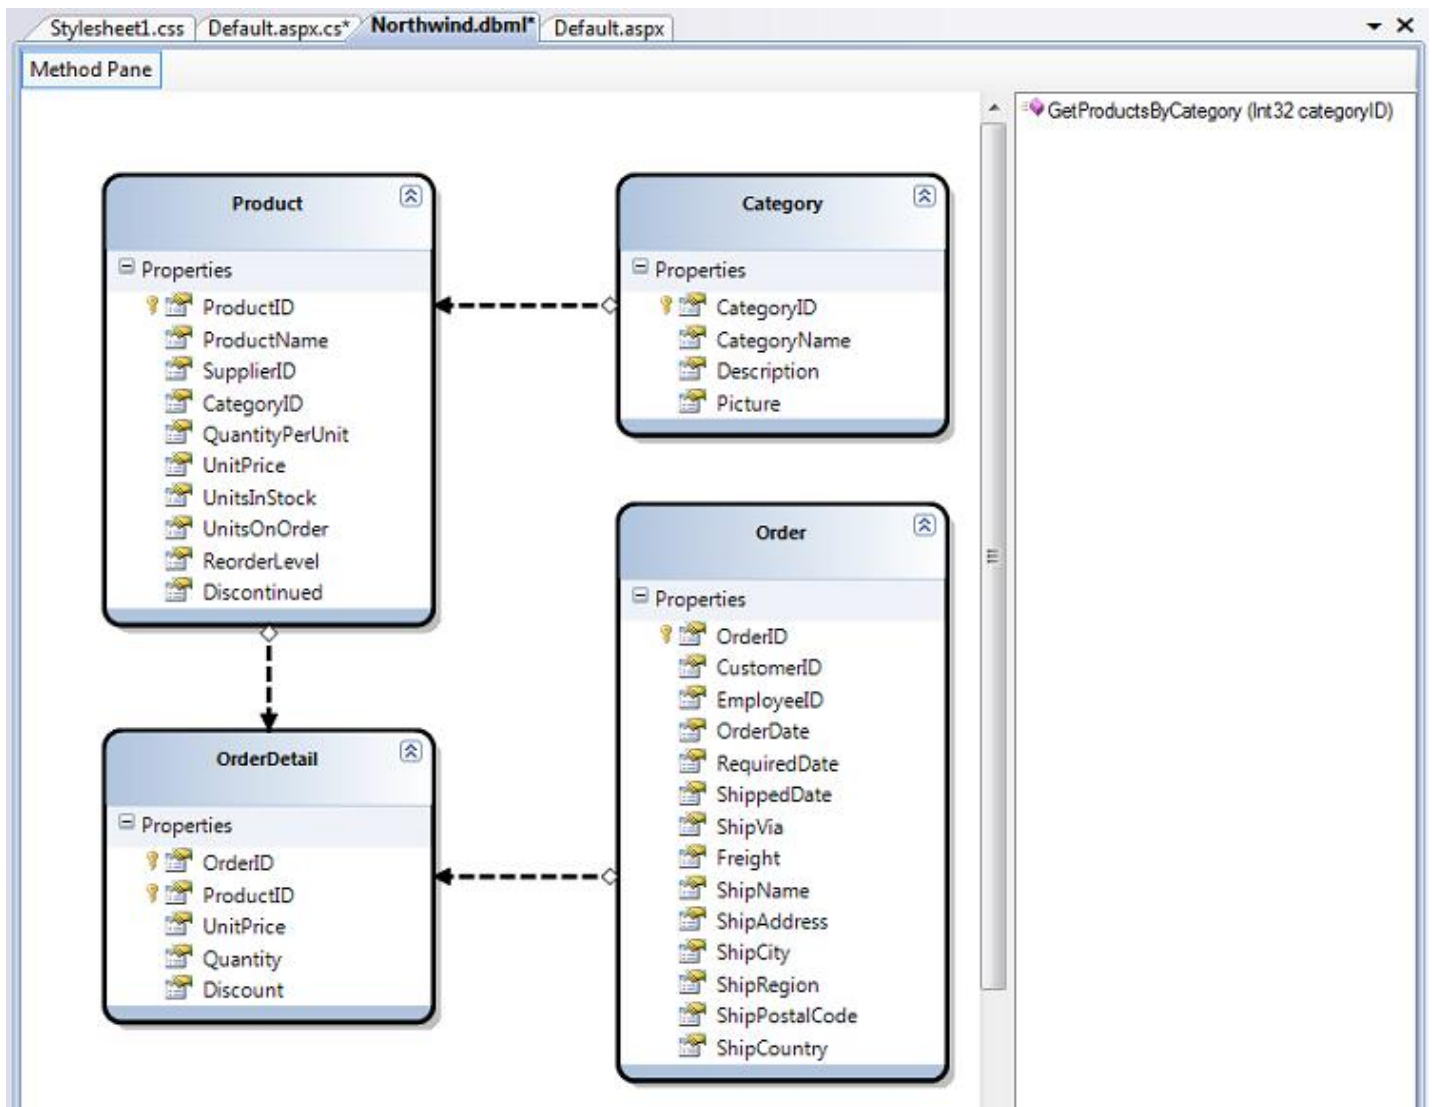 Stylesheet1.css Default.aspx.cs* Northwind.dbml* Default.aspx
Method Pane
GetProductsByCategory (Int32 categoryID)
Product
Properties
ProductID
ProductName
SupplierID
CategoryID
QuantityPerUnit
UnitPrice
UnitsInStock
UnitsOnOrder
ReorderLevel
Discontinued
Category
Properties
CategoryID
CategoryName
Description
Picture
OrderDetail
Properties
OrderID
ProductID
UnitPrice
Quantity
Discount
Order
Properties
OrderID
CustomerID
EmployeeID
OrderDate
RequiredDate
ShippedDate
ShipVia
Freight
ShipName
ShipAddress
ShipCity
ShipRegion
ShipPostalCode
ShipCountry